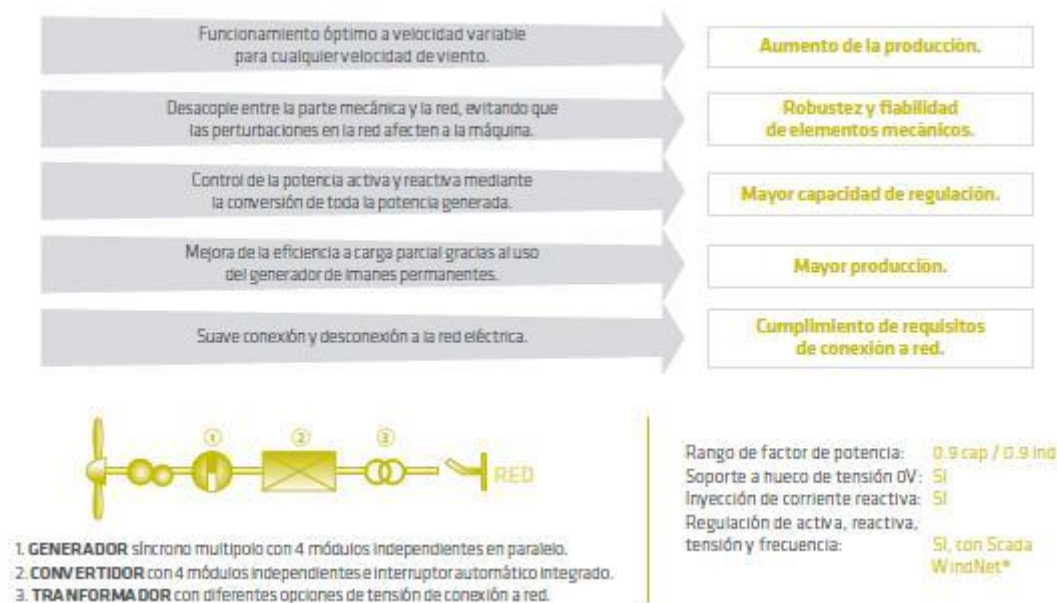 Funcionamiento óptimo a velocidad variable
para cualquier velocidad de viento.
Aumento de la producción.
Desacople entre la parte mecánica y la red, evitando que
las perturbaciones en la red afecten a la máquina.
Robustez y fiabilidad
de elementos mecánicos.
Control de la potencia activa y reactiva mediante
la conversión de toda la potencia generada.
Mayor capacidad de regulación.
Mejora de la eficiencia a carga parcial gracias al uso
del generador de imanes permanentes.
Mayor producción.
Suave conexión y desconexión a la red eléctrica.
Cumplimiento de requisitos
de conexión a red.
1 2 3
RED
1. GENERADOR síncrono multipolo con 4 módulos independientes en paralelo.
2. CONVERTIDOR con 4 módulos independientes e interruptor automático integrado.
3. TRANFORMADOR con diferentes opciones de tensión de conexión a red.
Rango de factor de potencia: 0.9 cap / 0.9 ind
Soporte a hueco de tensión 0V: SI
Inyección de corriente reactiva: SI
Regulación de activa, reactiva,
tensión y frecuencia: SI, con Scada
WindNet®